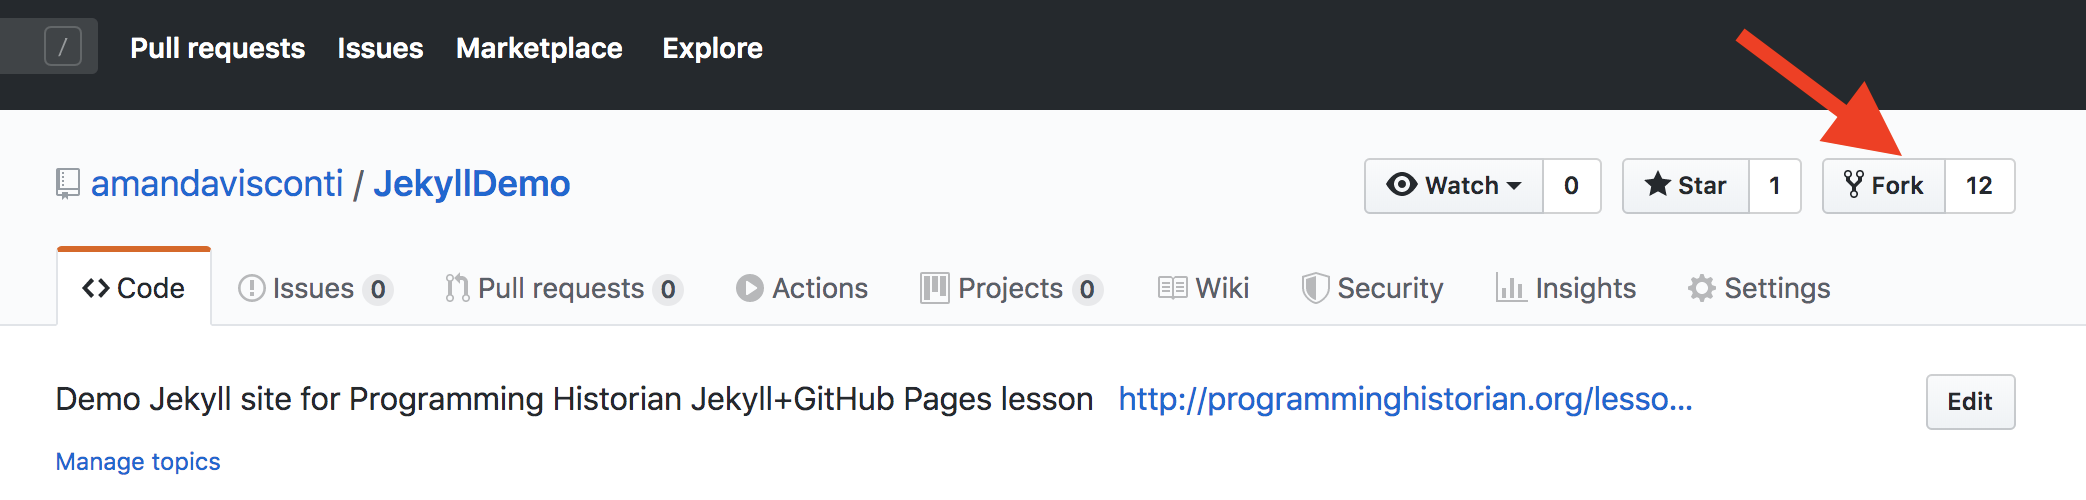 / Pull requests Issues Marketplace Explore
amandavisconti / JekyllDemo Watch 0 Star 1 Fork 12
Code Issues 0 Pull requests 0 Actions Projects 0 Wiki Security Insights Settings
Demo Jekyll site for Programming Historian Jekyll+GitHub Pages lesson http://programminghistorian.org/lesso... Edit
Manage topics